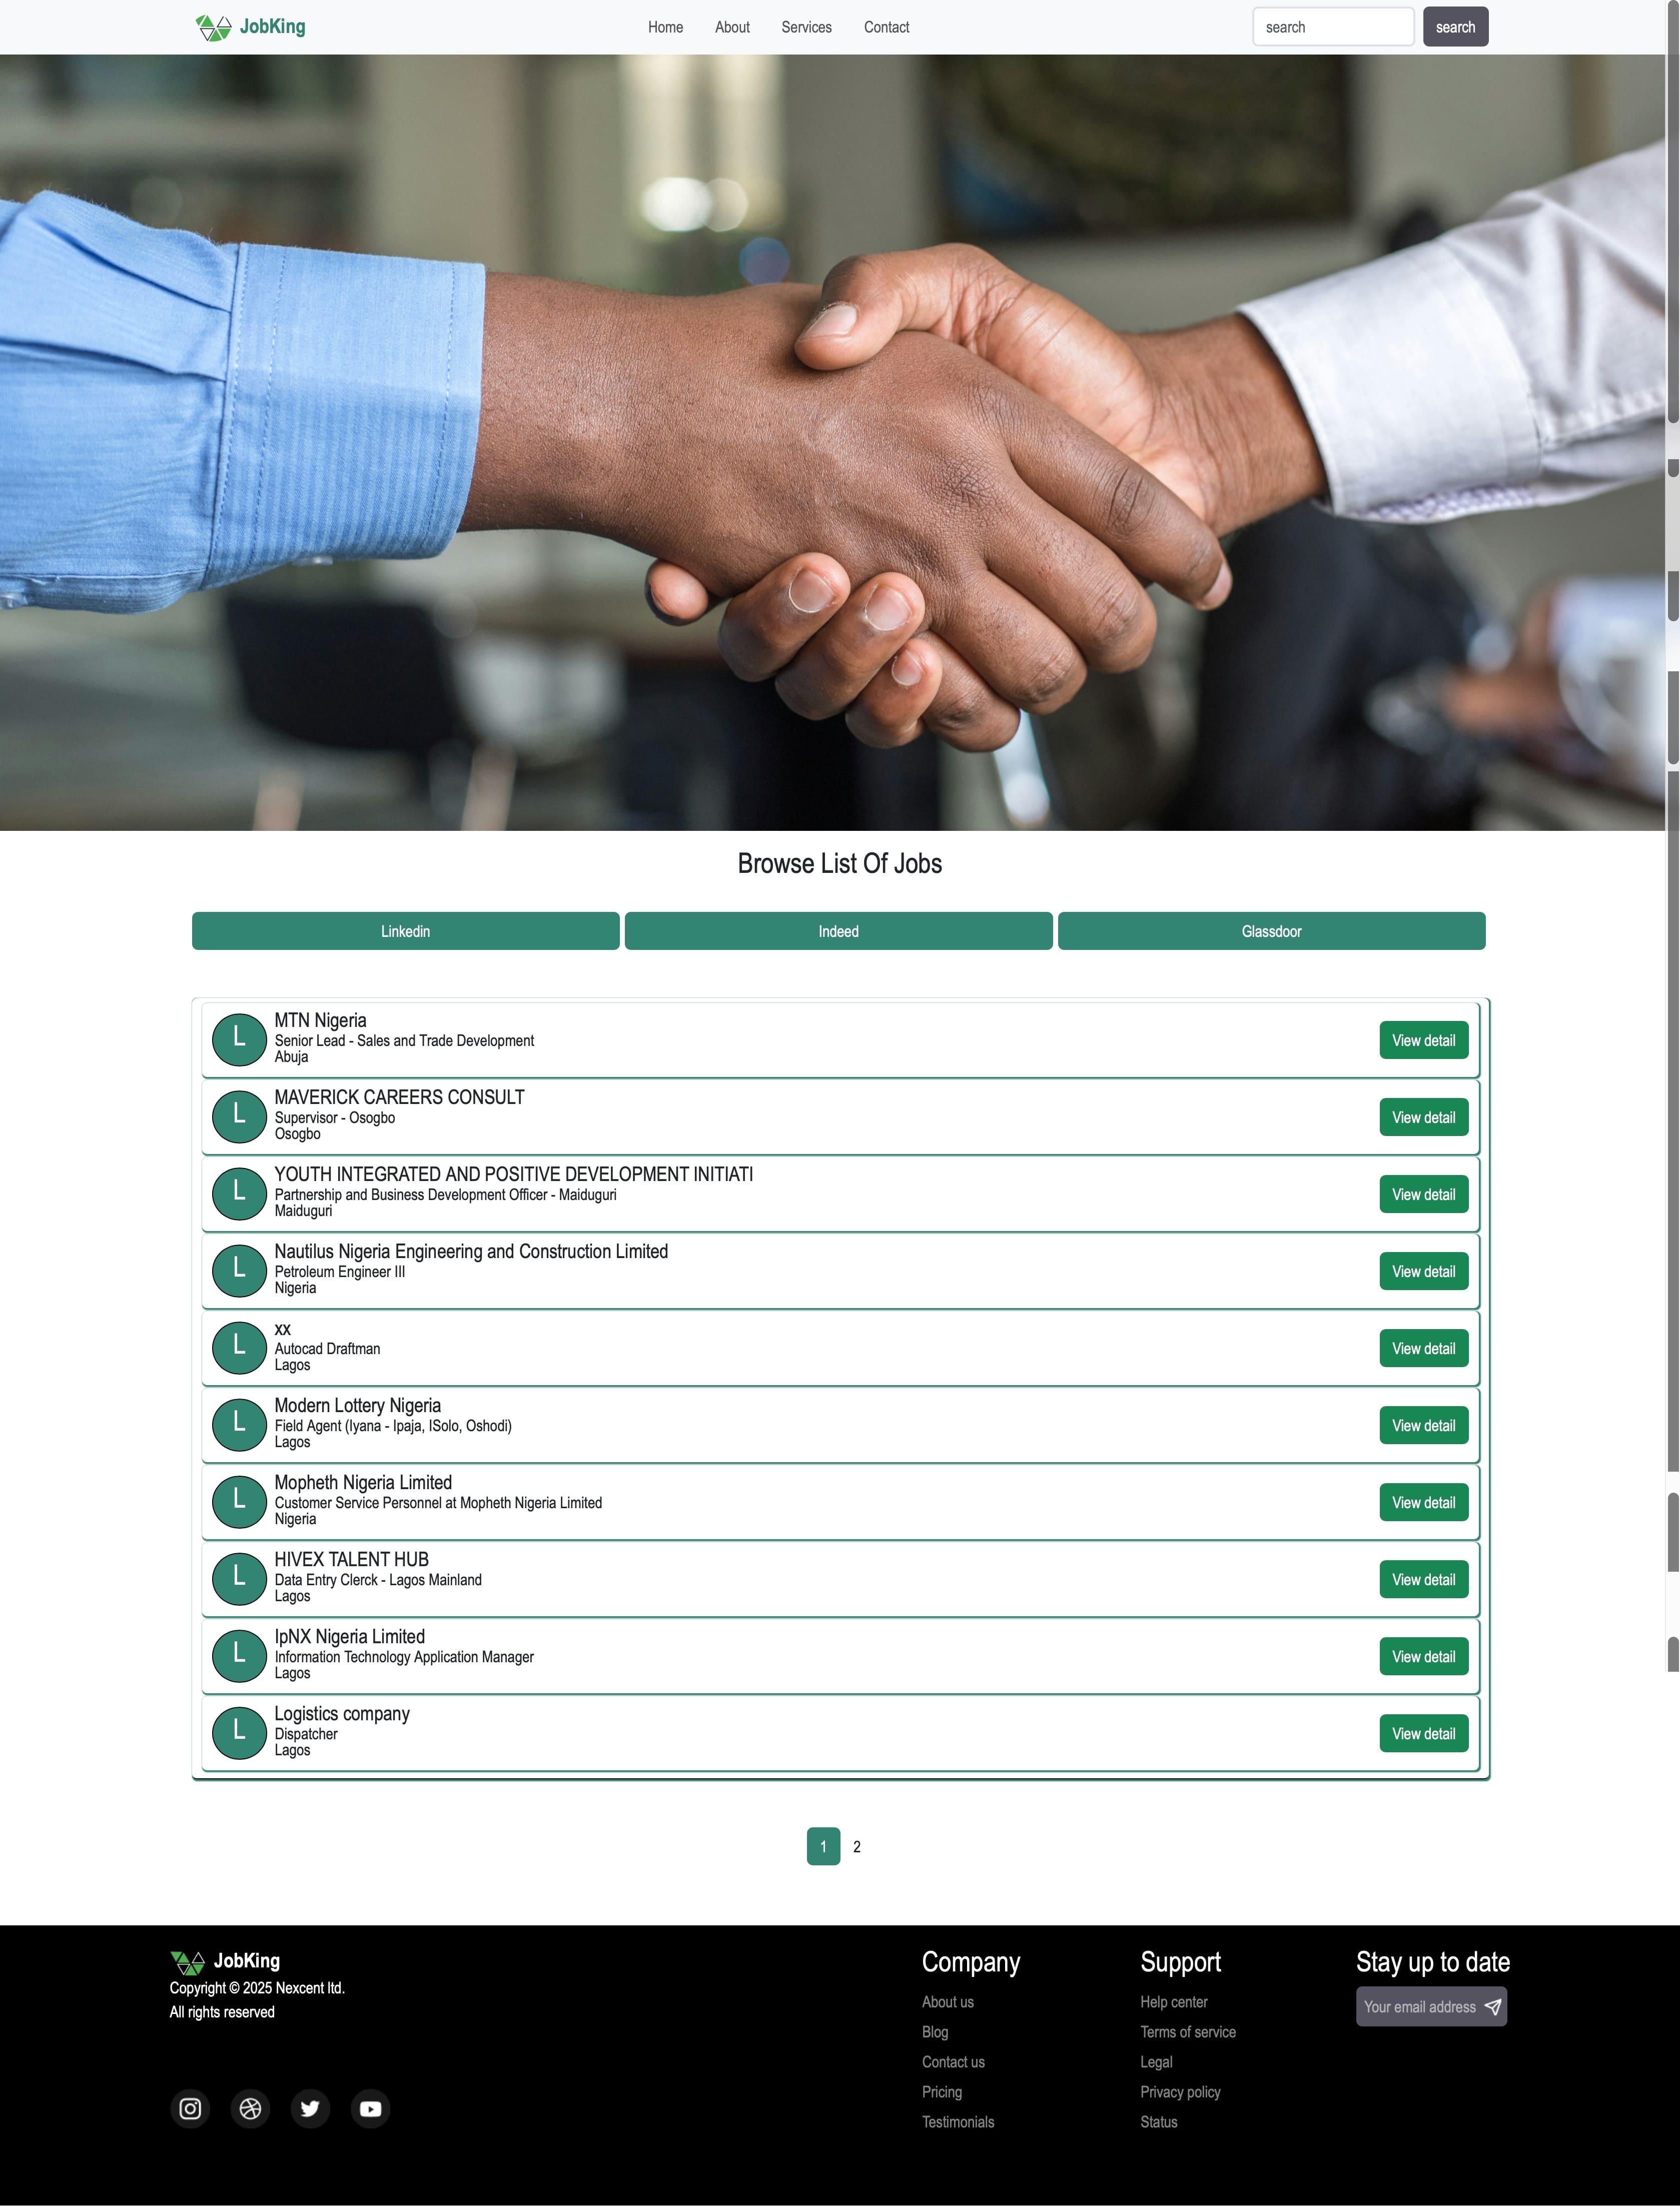 JobKing
Home
About
Services
Contact
search
search
Browse List Of Jobs
Linkedin
Indeed
Glassdoor
L
MTN Nigeria
Senior Lead - Sales and Trade Development
Abuja
View detail
L
MAVERICK CAREERS CONSULT
Supervisor - Osogbo
Osogbo
View detail
L
YOUTH INTEGRATED AND POSITIVE DEVELOPMENT INITIATI
Partnership and Business Development Officer - Maiduguri
Maiduguri
View detail
L
Nautilus Nigeria Engineering and Construction Limited
Petroleum Engineer III
Nigeria
View detail
L
xx
Autocad Draftman
Lagos
View detail
L
Modern Lottery Nigeria
Field Agent (Iyana - Ipaja, ISolo, Oshodi)
Lagos
View detail
L
Mopheth Nigeria Limited
Customer Service Personnel at Mopheth Nigeria Limited
Nigeria
View detail
L
HIVEX TALENT HUB
Data Entry Clerck - Lagos Mainland
Lagos
View detail
L
IpNX Nigeria Limited
Information Technology Application Manager
Lagos
View detail
L
Logistics company
Dispatcher
Lagos
View detail
1
2
JobKing
Copyright © 2025 Nexcent ltd.
All rights reserved
Company
About us
Blog
Contact us
Pricing
Testimonials
Support
Help center
Terms of service
Legal
Privacy policy
Status
Stay up to date
Your email address